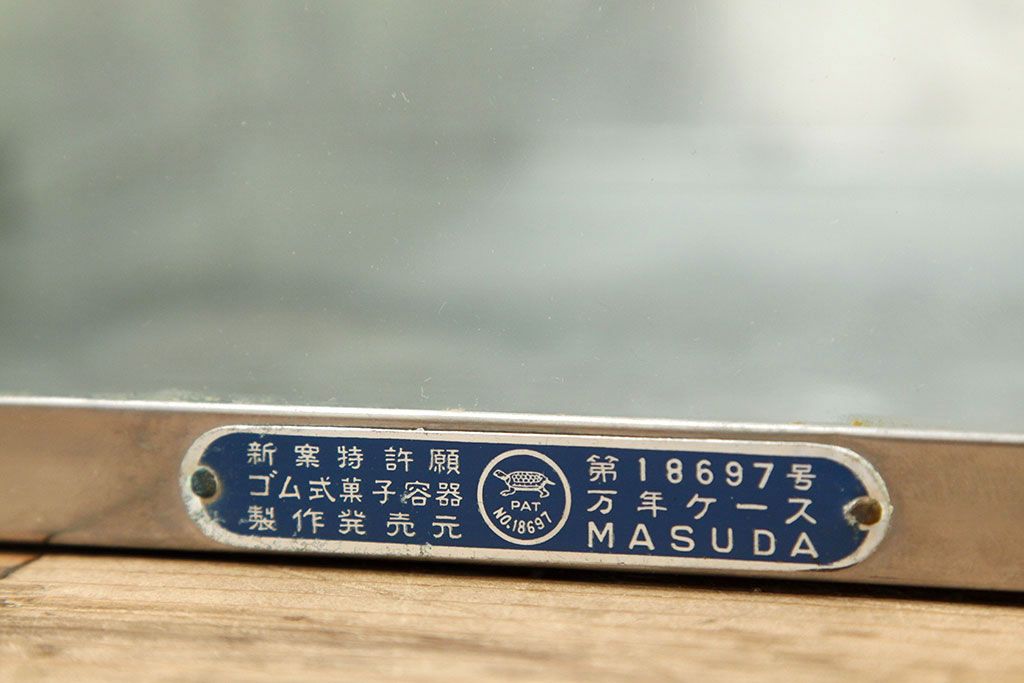 新案特許願
ゴム式菓子容器
製作発売元
PAT
NO.18697
第18697号
万年ケース
MASUDA